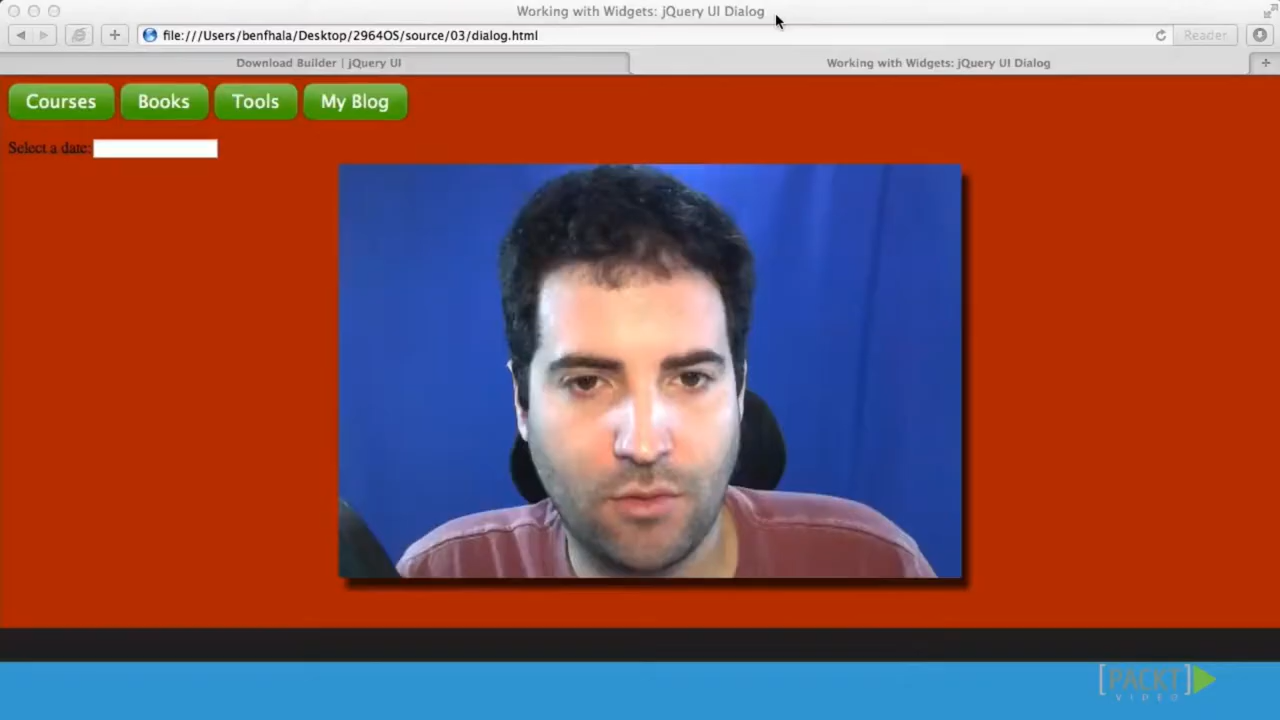 Working with Widgets: jQuery UI Dialog
file:///Users/benfhala/Desktop/2964OS/source/03/dialog.html
Reader
Download Builder | jQuery UI
Working with Widgets: jQuery UI Dialog
Courses
Books
Tools
My Blog
Select a date:
[PACKT]
VIDEO